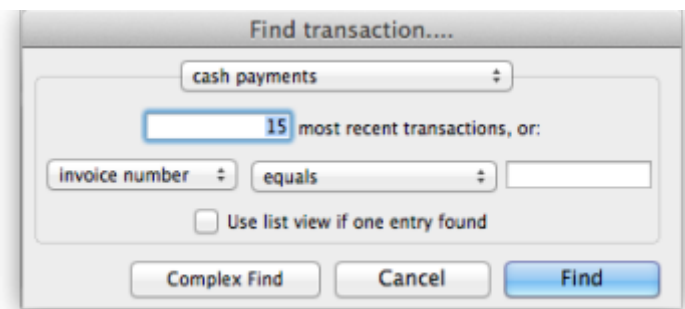 Find transaction....
cash payments
15 most recent transactions, or:
invoice number equals
Use list view if one entry found
Complex Find Cancel Find